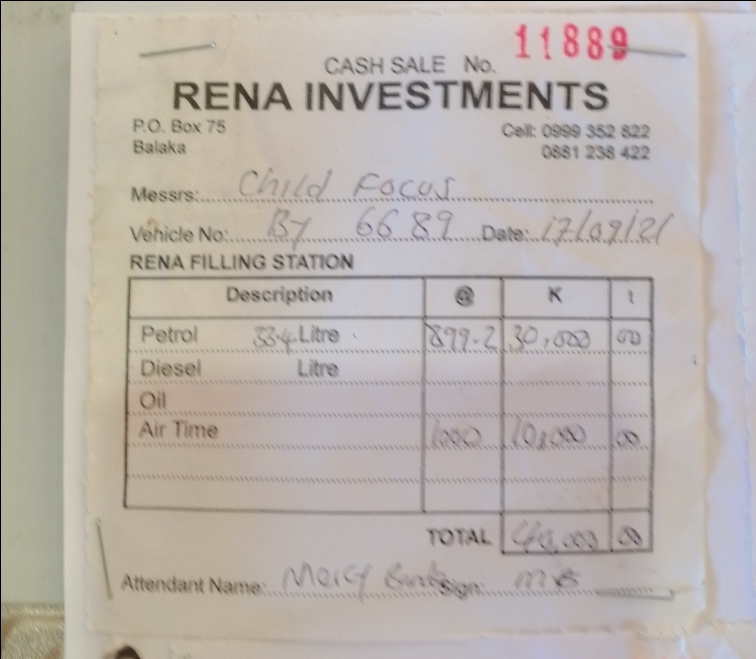 11889
CASH SALE No.
RENA INVESTMENTS
P.O. Box 75 Cell: 0999 352 822
Balaka 0881 238 422
Messrs: Child Focus
Vehicle No: By 6689 Date: 17/09/21
RENA FILLING STATION
Description @ K t
Petrol 33.4 Litre 899.2 30,000 00
Diesel Litre
Oil
Air Time 1000 10,000 00
TOTAL 40,000 00
Attendant Name: Mercy Sign: